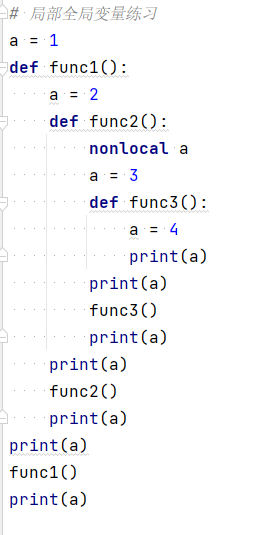 # 局部全局变量练习
a = 1
def func1():
    a = 2
    def func2():
        nonlocal a
        a = 3
        def func3():
            a = 4
            print(a)
        print(a)
        func3()
        print(a)
    print(a)
    func2()
    print(a)
print(a)
func1()
print(a)